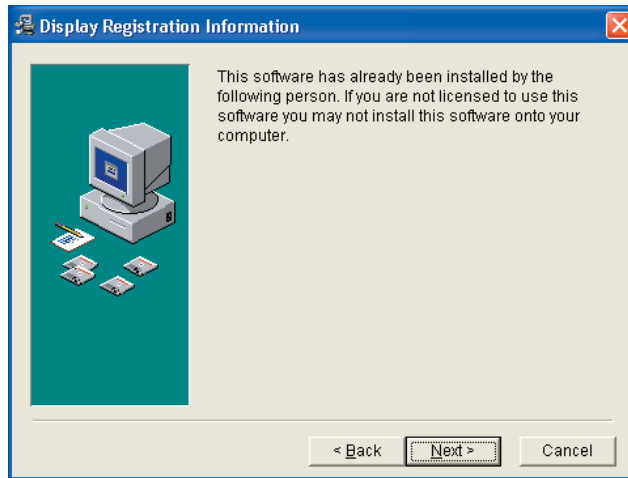 Display Registration Information
This software has already been installed by the
following person. If you are not licensed to use this
software you may not install this software onto your
computer.
< Back
Next >
Cancel